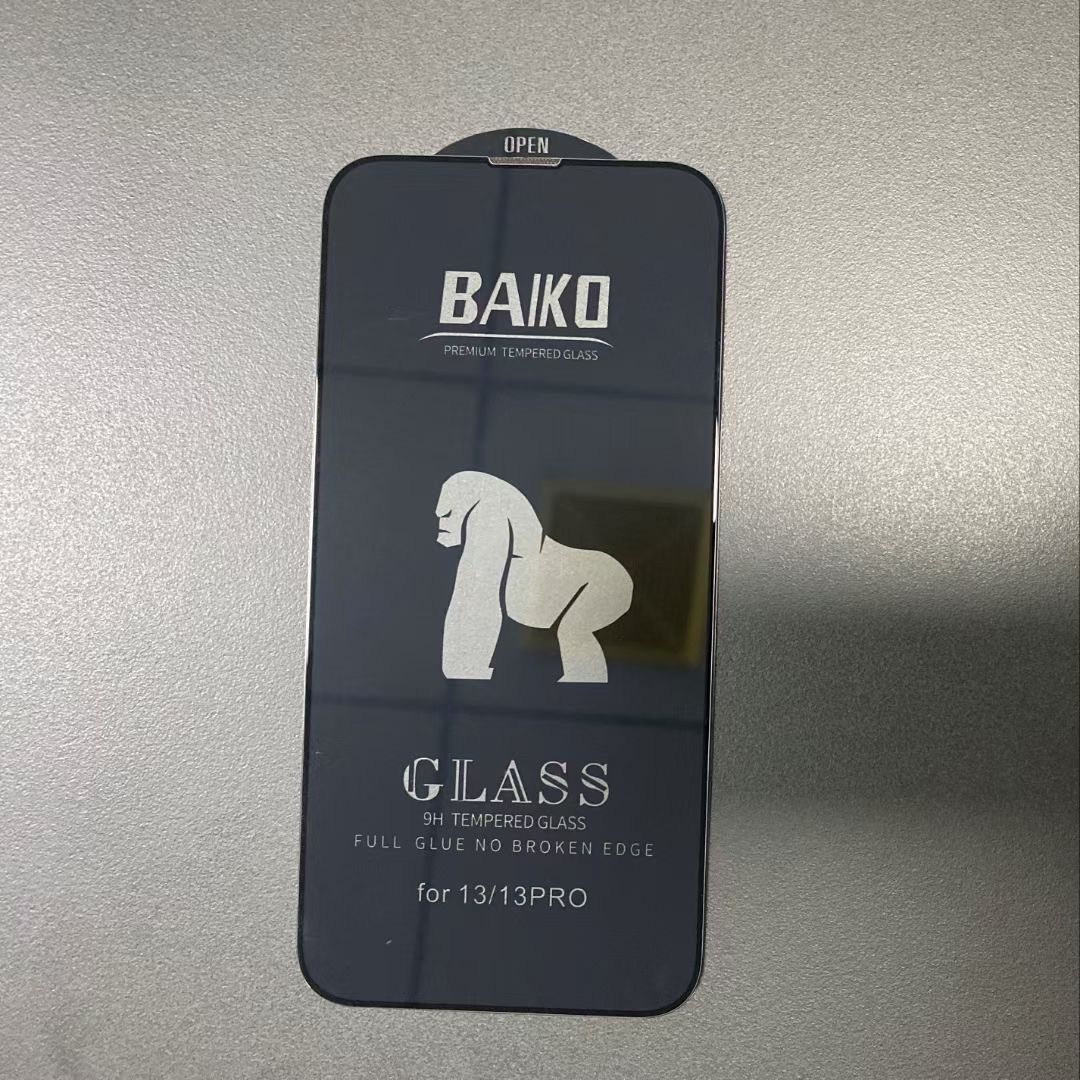 OPEN
BAIKO
PREMIUM TEMPERED GLASS
GLASS
9H TEMPERED GLASS
FULL GLUE NO BROKEN EDGE
for 13/13PRO